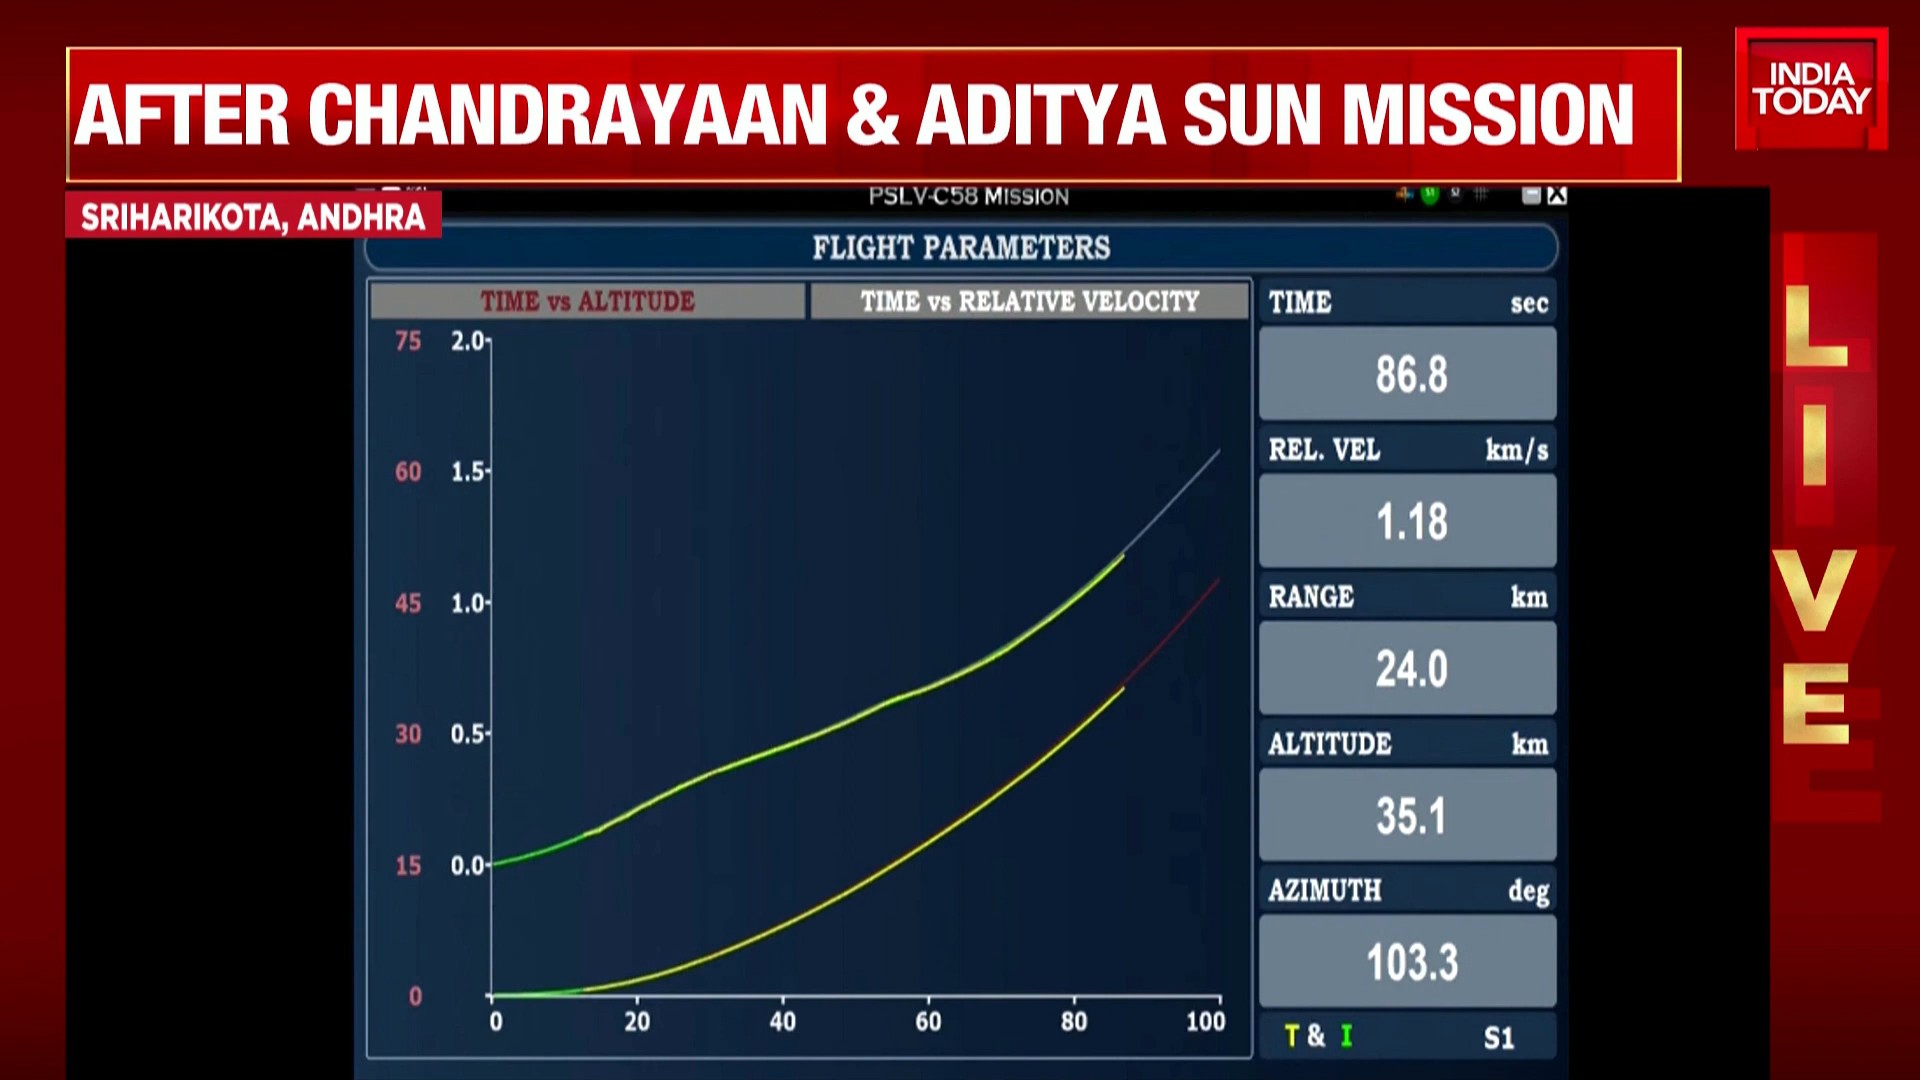 AFTER CHANDRAYAAN & ADITYA SUN MISSION
INDIA
TODAY
SRIHARIKOTA, ANDHRA
PSLV-C58 MISSION
FLIGHT PARAMETERS
TIME vs ALTITUDE
TIME vs RELATIVE VELOCITY
75 2.0
60 1.5
45 1.0
30 0.5
15 0.0
0
0 20 40 60 80 100
TIME sec
86.8
REL. VEL km/s
1.18
RANGE km
24.0
ALTITUDE km
35.1
AZIMUTH deg
103.3
T & I S1
LIVE